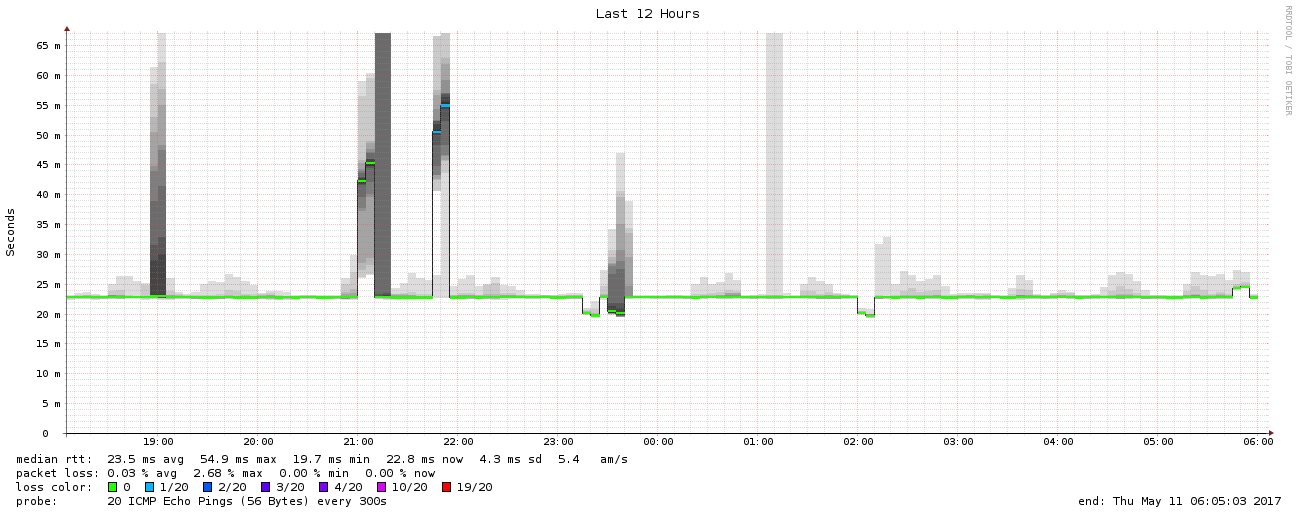 Last 12 Hours
RRDTOOL / TOBI OETIKER
Seconds
65 m
60 m
55 m
50 m
45 m
40 m
35 m
30 m
25 m
20 m
15 m
10 m
5 m
0
19:00 20:00 21:00 22:00 23:00 00:00 01:00 02:00 03:00 04:00 05:00 06:00
median rtt: 23.5 ms avg 54.9 ms max 19.7 ms min 22.8 ms now 4.3 ms sd 5.4 am/s
packet loss: 0.03 % avg 2.68 % max 0.00 % min 0.00 % now
loss color: 0 1/20 2/20 3/20 4/20 10/20 19/20
probe: 20 ICMP Echo Pings (56 Bytes) every 300s end: Thu May 11 06:05:03 2017